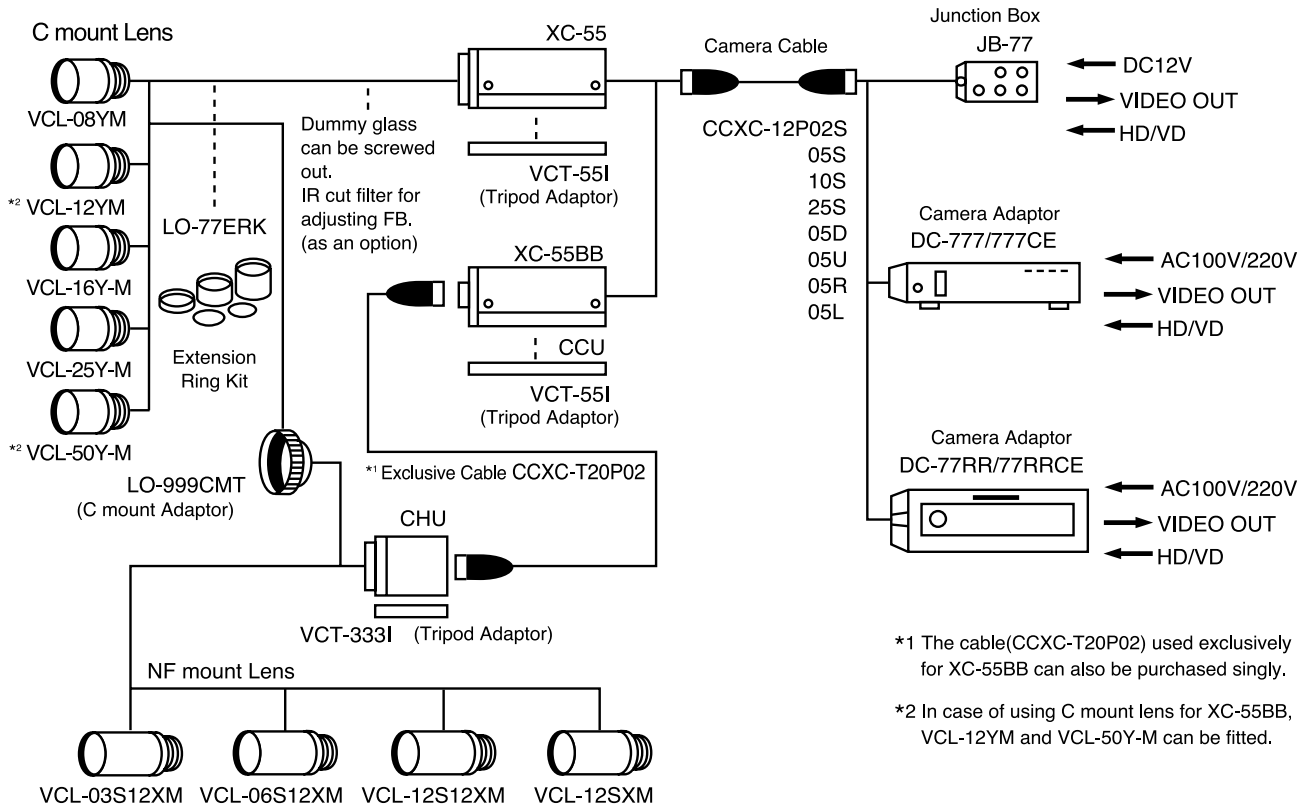 C mount Lens
VCL-08YM
*2 VCL-12YM
VCL-16Y-M
VCL-25Y-M
*2 VCL-50Y-M
LO-77ERK
Extension
Ring Kit
Dummy glass
can be screwed
out.
IR cut filter for
adjusting FB.
(as an option)
XC-55
VCT-55I
(Tripod Adaptor)
XC-55BB
CCU
VCT-55I
(Tripod Adaptor)
Camera Cable
CCXC-12P02S
05S
10S
25S
05D
05U
05R
05L
Junction Box
JB-77
DC12V
VIDEO OUT
HD/VD
Camera Adaptor
DC-777/777CE
AC100V/220V
VIDEO OUT
HD/VD
Camera Adaptor
DC-77RR/77RRCE
AC100V/220V
VIDEO OUT
HD/VD
LO-999CMT
(C mount Adaptor)
*1 Exclusive Cable CCXC-T20P02
CHU
VCT-333I (Tripod Adaptor)
NF mount Lens
VCL-03S12XM
VCL-06S12XM
VCL-12S12XM
VCL-12SXM
*1 The cable(CCXC-T20P02) used exclusively
for XC-55BB can also be purchased singly.
*2 In case of using C mount lens for XC-55BB,
VCL-12YM and VCL-50Y-M can be fitted.